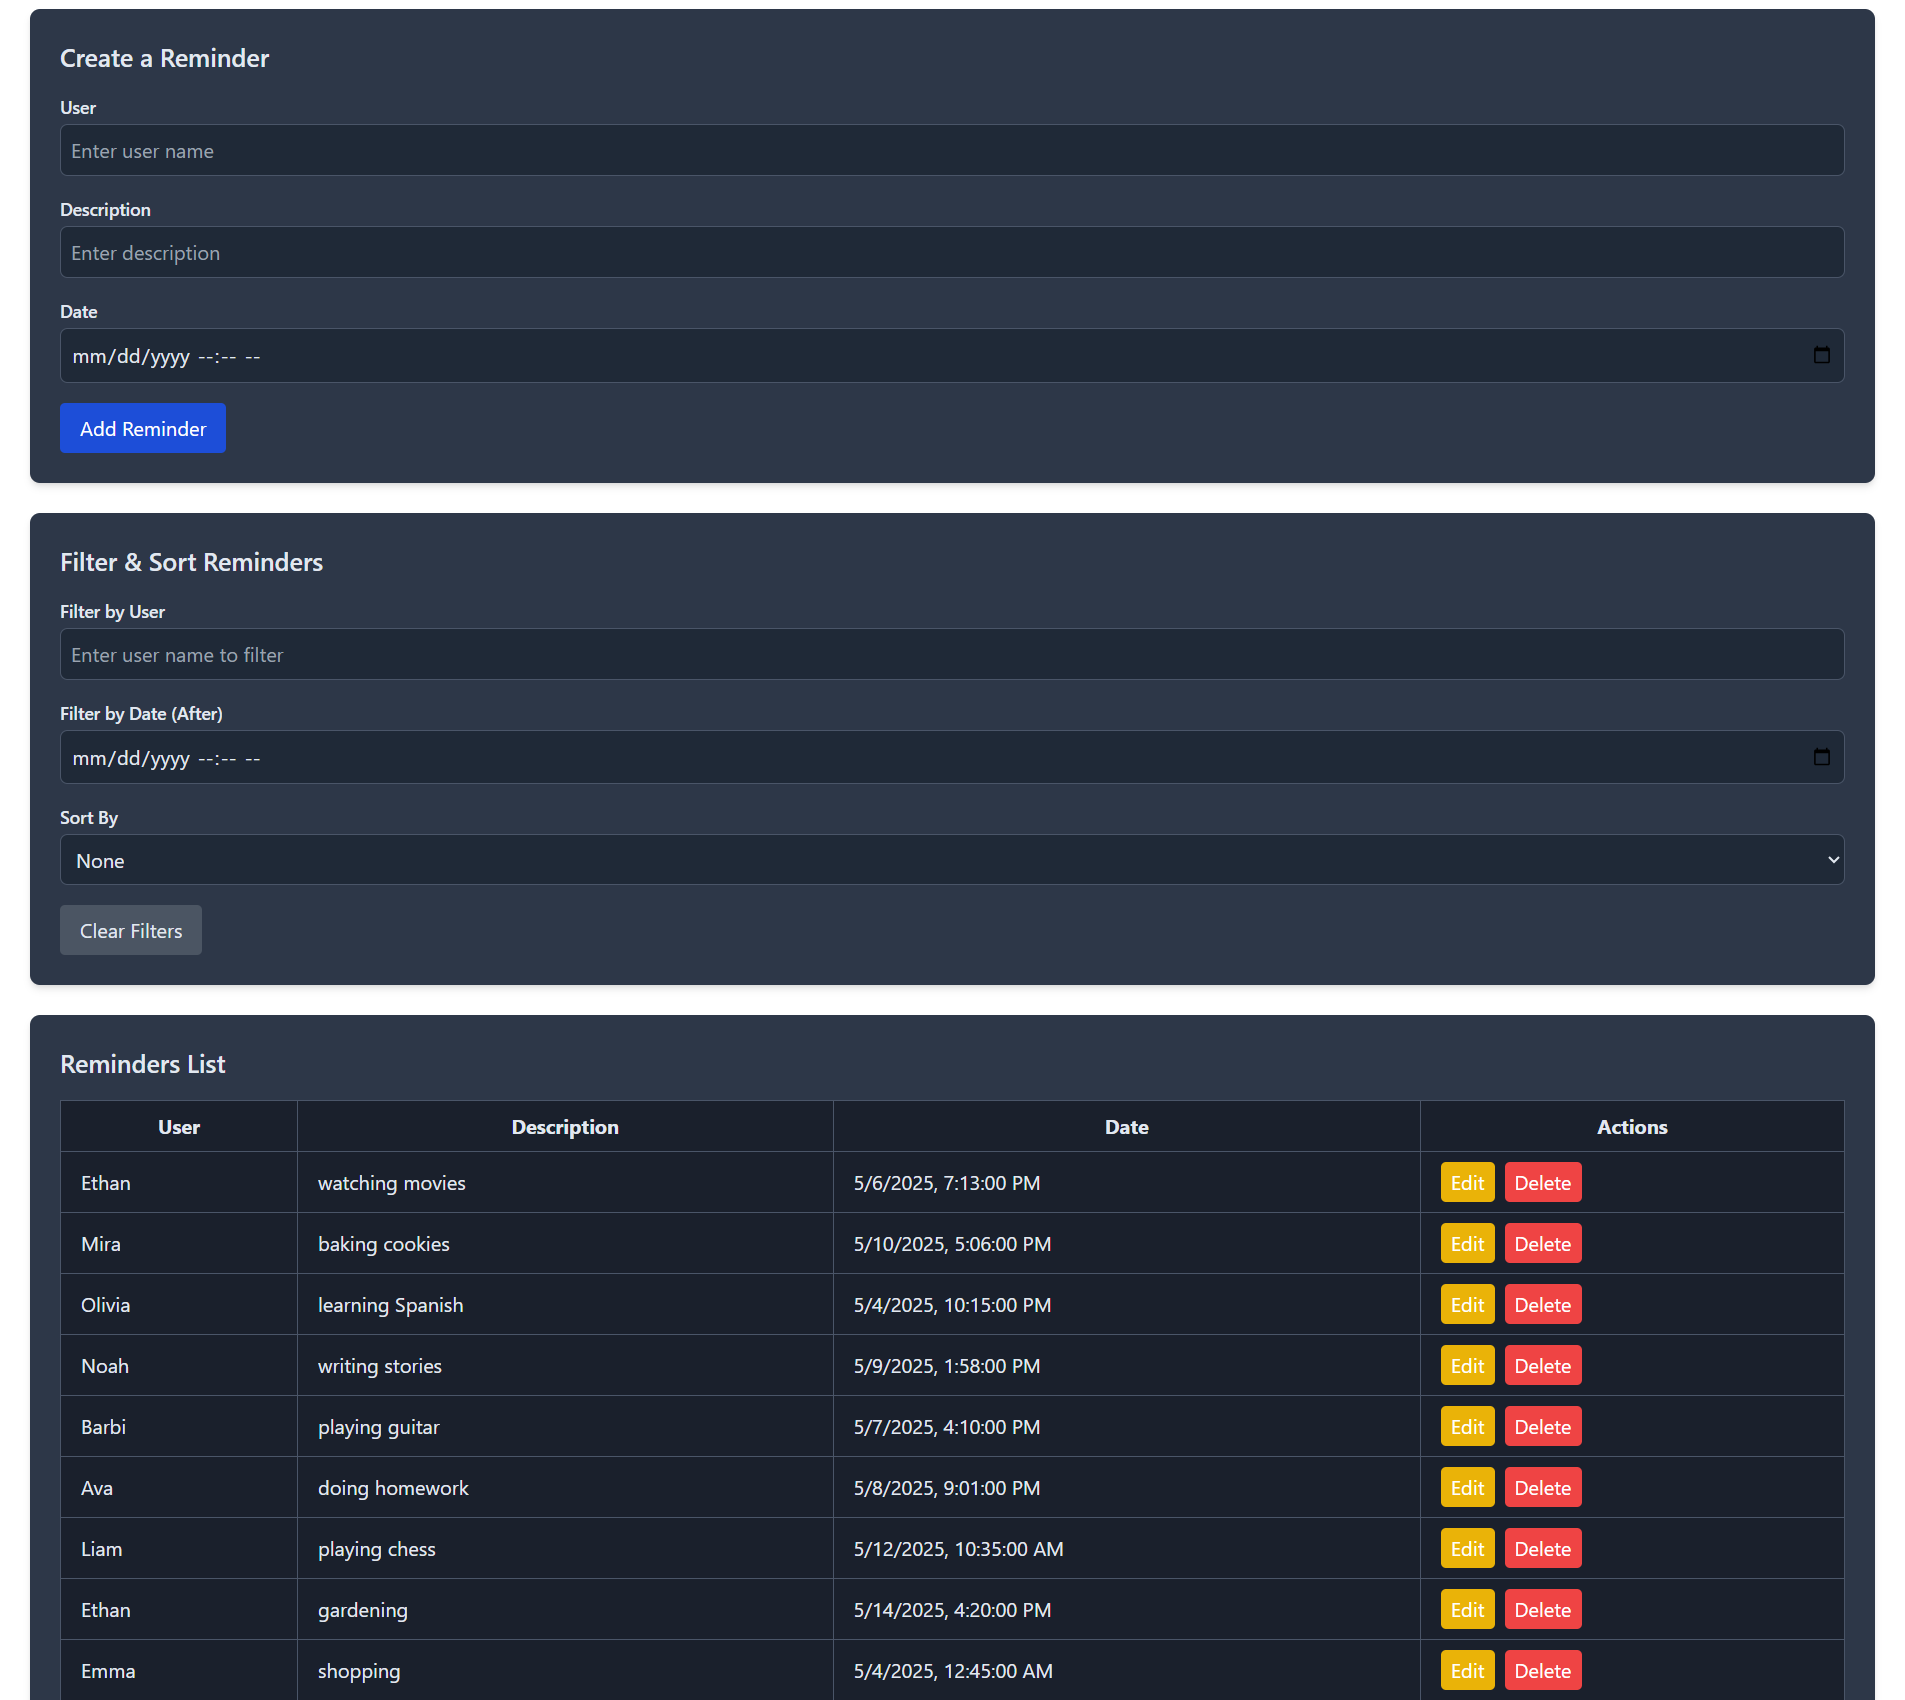 Create a Reminder
User
Enter user name
Description
Enter description
Date
mm/dd/yyyy --:-- --
Add Reminder
Filter & Sort Reminders
Filter by User
Enter user name to filter
Filter by Date (After)
mm/dd/yyyy --:-- --
Sort By
None
Clear Filters
Reminders List
User Description Date Actions
Ethan watching movies 5/6/2025, 7:13:00 PM Edit Delete
Mira baking cookies 5/10/2025, 5:06:00 PM Edit Delete
Olivia learning Spanish 5/4/2025, 10:15:00 PM Edit Delete
Noah writing stories 5/9/2025, 1:58:00 PM Edit Delete
Barbi playing guitar 5/7/2025, 4:10:00 PM Edit Delete
Ava doing homework 5/8/2025, 9:01:00 PM Edit Delete
Liam playing chess 5/12/2025, 10:35:00 AM Edit Delete
Ethan gardening 5/14/2025, 4:20:00 PM Edit Delete
Emma shopping 5/4/2025, 12:45:00 AM Edit Delete